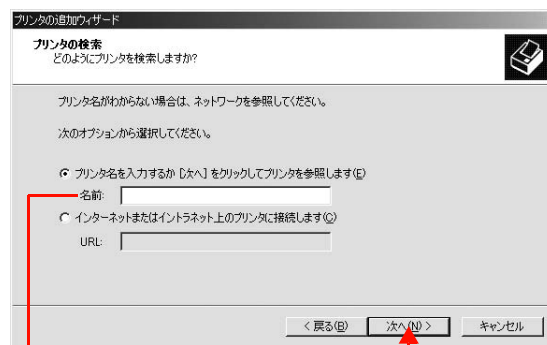 プリンタの追加ウィザード
プリンタの検索
どのようにプリンタを検索しますか?
プリンタ名がわからない場合は、ネットワークを参照してください。
次のオプションから選択してください。
プリンタ名を入力するか [次へ] をクリックしてプリンタを参照します(E)
名前:
インターネットまたはイントラネット上のプリンタに接続します(C)
URL:
< 戻る(B) 次へ(N) > キャンセル